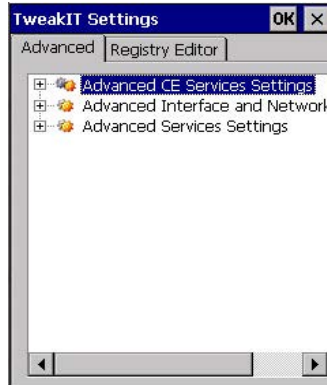 TweakIT Settings OK ×
Advanced Registry Editor
Advanced CE Services Settings
Advanced Interface and Network
Advanced Services Settings